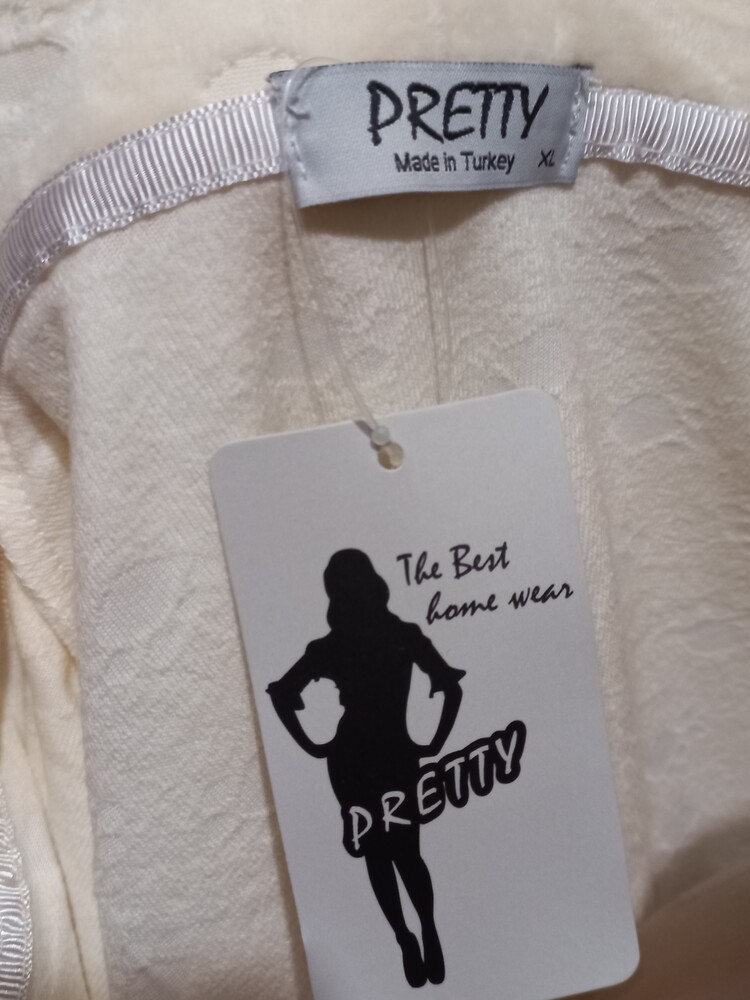 PRETTY
Made in Turkey XL
The Best
home wear
PRETTY